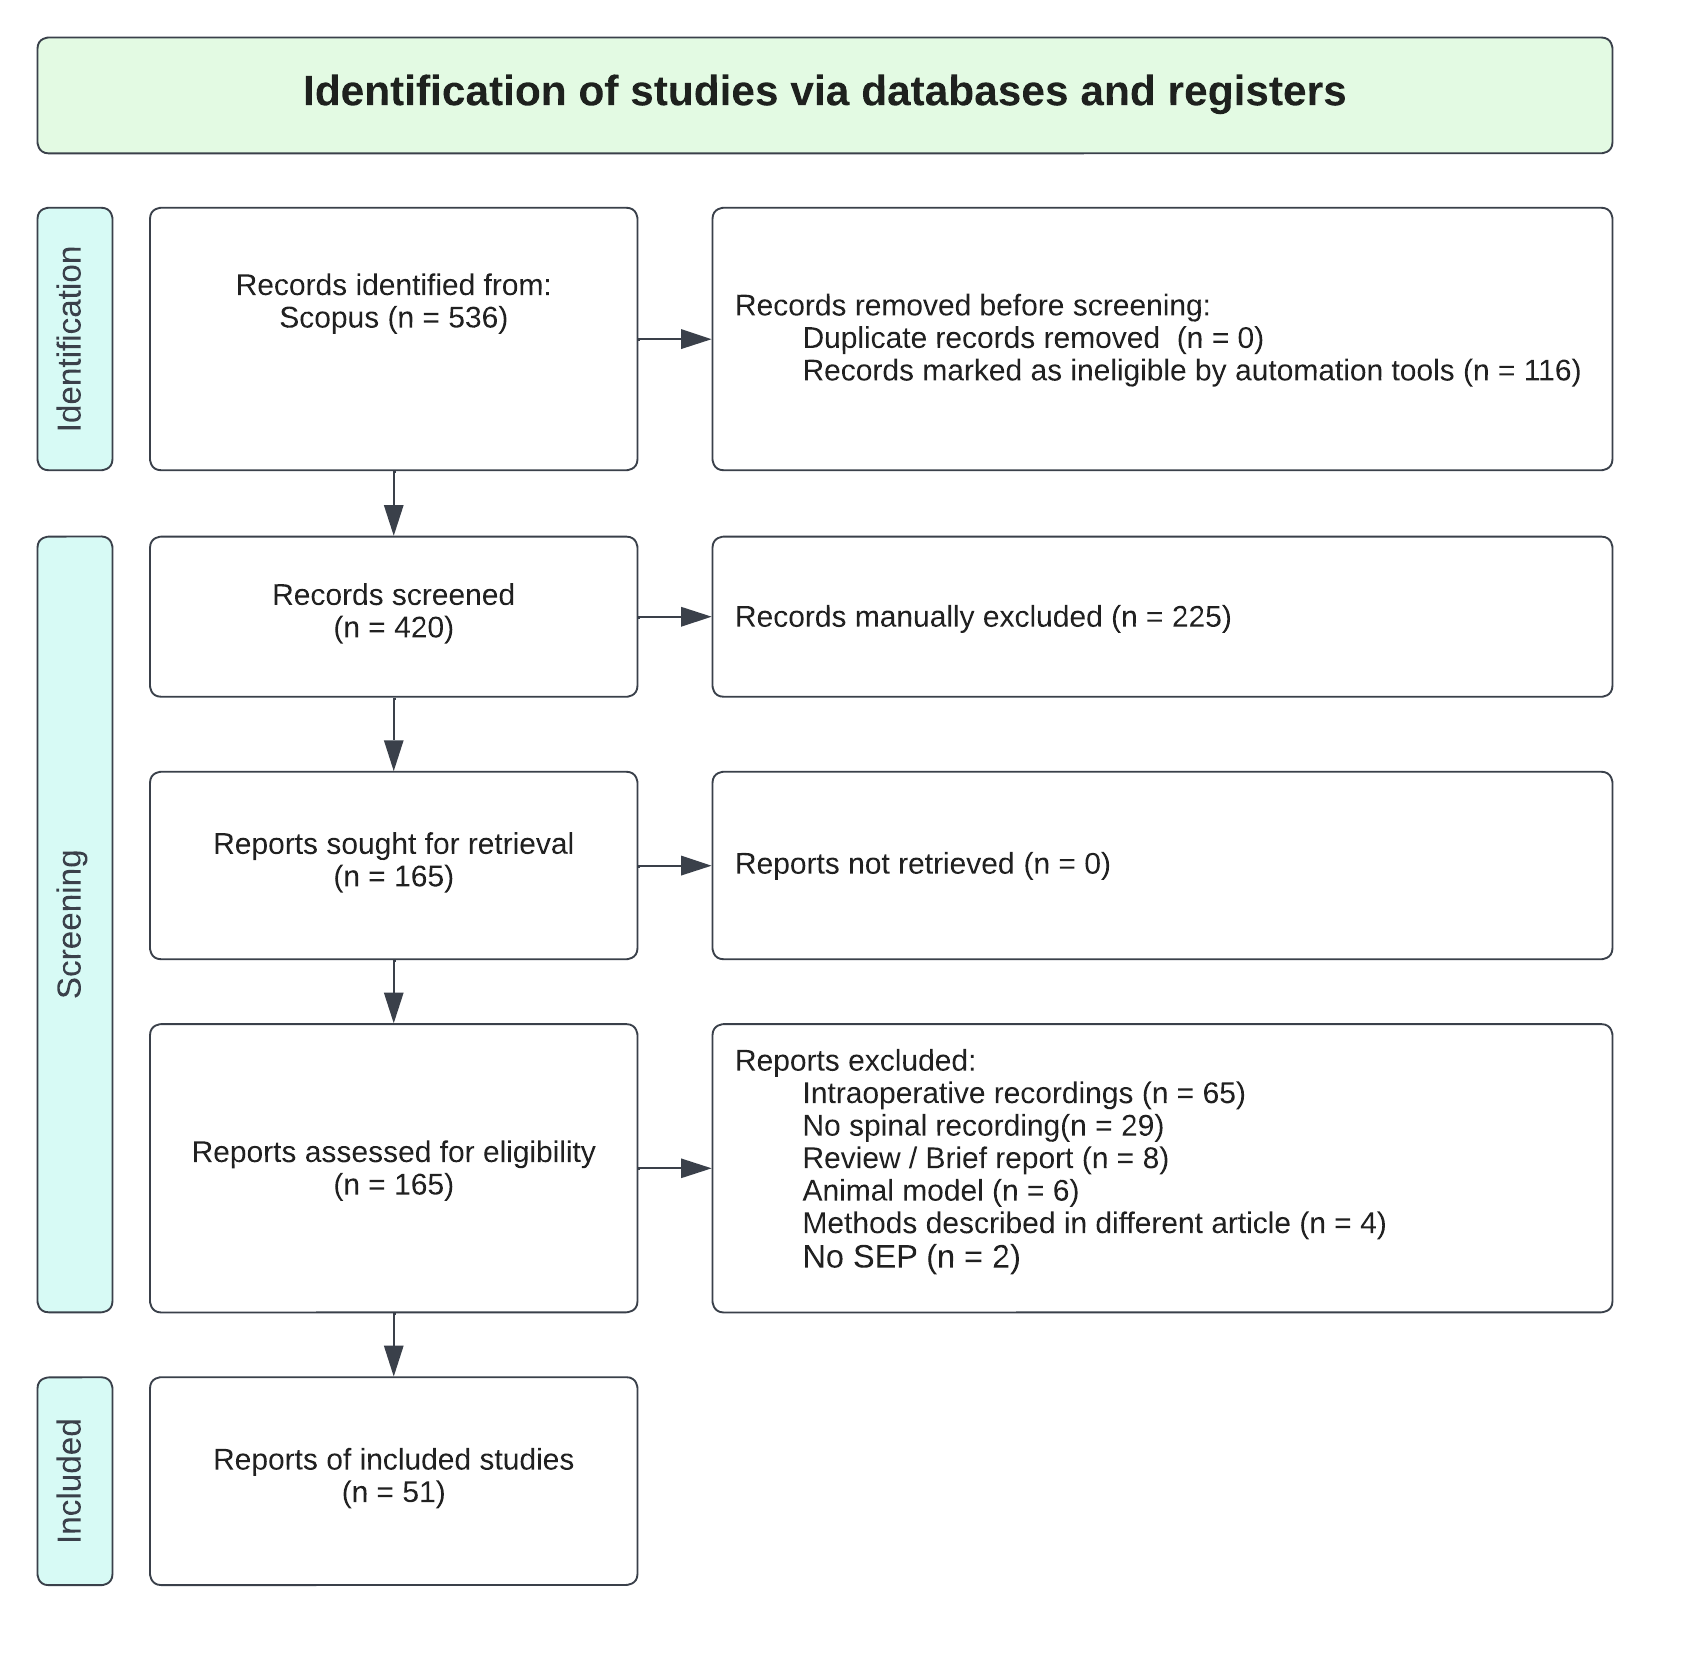 Identification of studies via databases and registers
Identification
Records identified from:
Scopus (n = 536)
Records removed before screening:
Duplicate records removed  (n = 0)
Records marked as ineligible by automation tools (n = 116)
Screening
Records screened
(n = 420)
Records manually excluded (n = 225)
Reports sought for retrieval
(n = 165)
Reports not retrieved (n = 0)
Reports assessed for eligibility
(n = 165)
Reports excluded:
Intraoperative recordings (n = 65)
No spinal recording(n = 29)
Review / Brief report (n = 8)
Animal model (n = 6)
Methods described in different article (n = 4)
No SEP (n = 2)
Included
Reports of included studies
(n = 51)